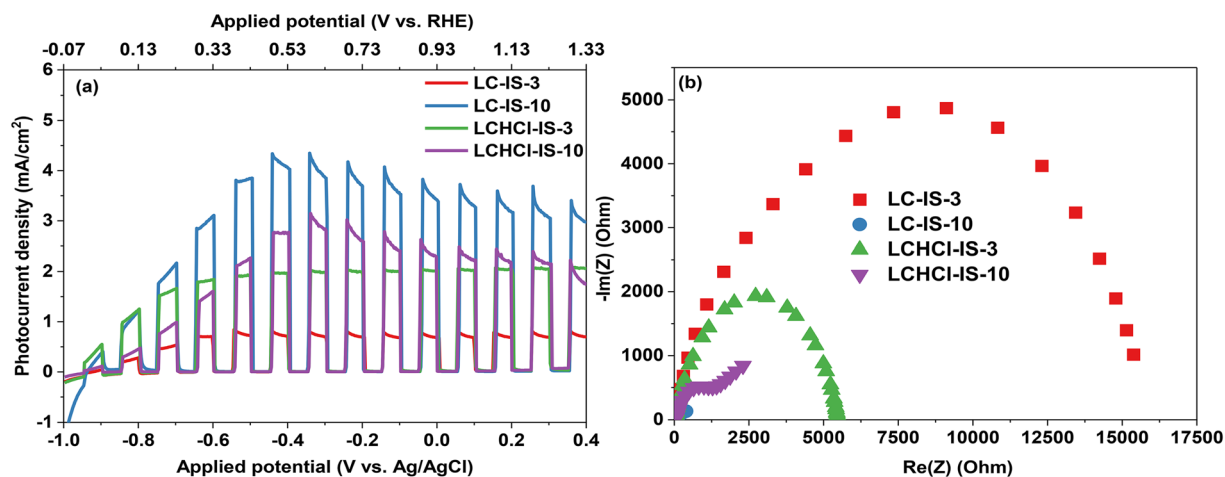 Applied potential (V vs. RHE)
-0.07 0.13 0.33 0.53 0.73 0.93 1.13 1.33
(a)
LC-IS-3
LC-IS-10
LCHCl-IS-3
LCHCl-IS-10
Photocurrent density (mA/cm²)
6
5
4
3
2
1
0
-1
-1.0 -0.8 -0.6 -0.4 -0.2 0.0 0.2 0.4
Applied potential (V vs. Ag/AgCl)
(b)
LC-IS-3
LC-IS-10
LCHCl-IS-3
LCHCl-IS-10
-Im(Z) (Ohm)
5000
4000
3000
2000
1000
0
0 2500 5000 7500 10000 12500 15000 17500
Re(Z) (Ohm)